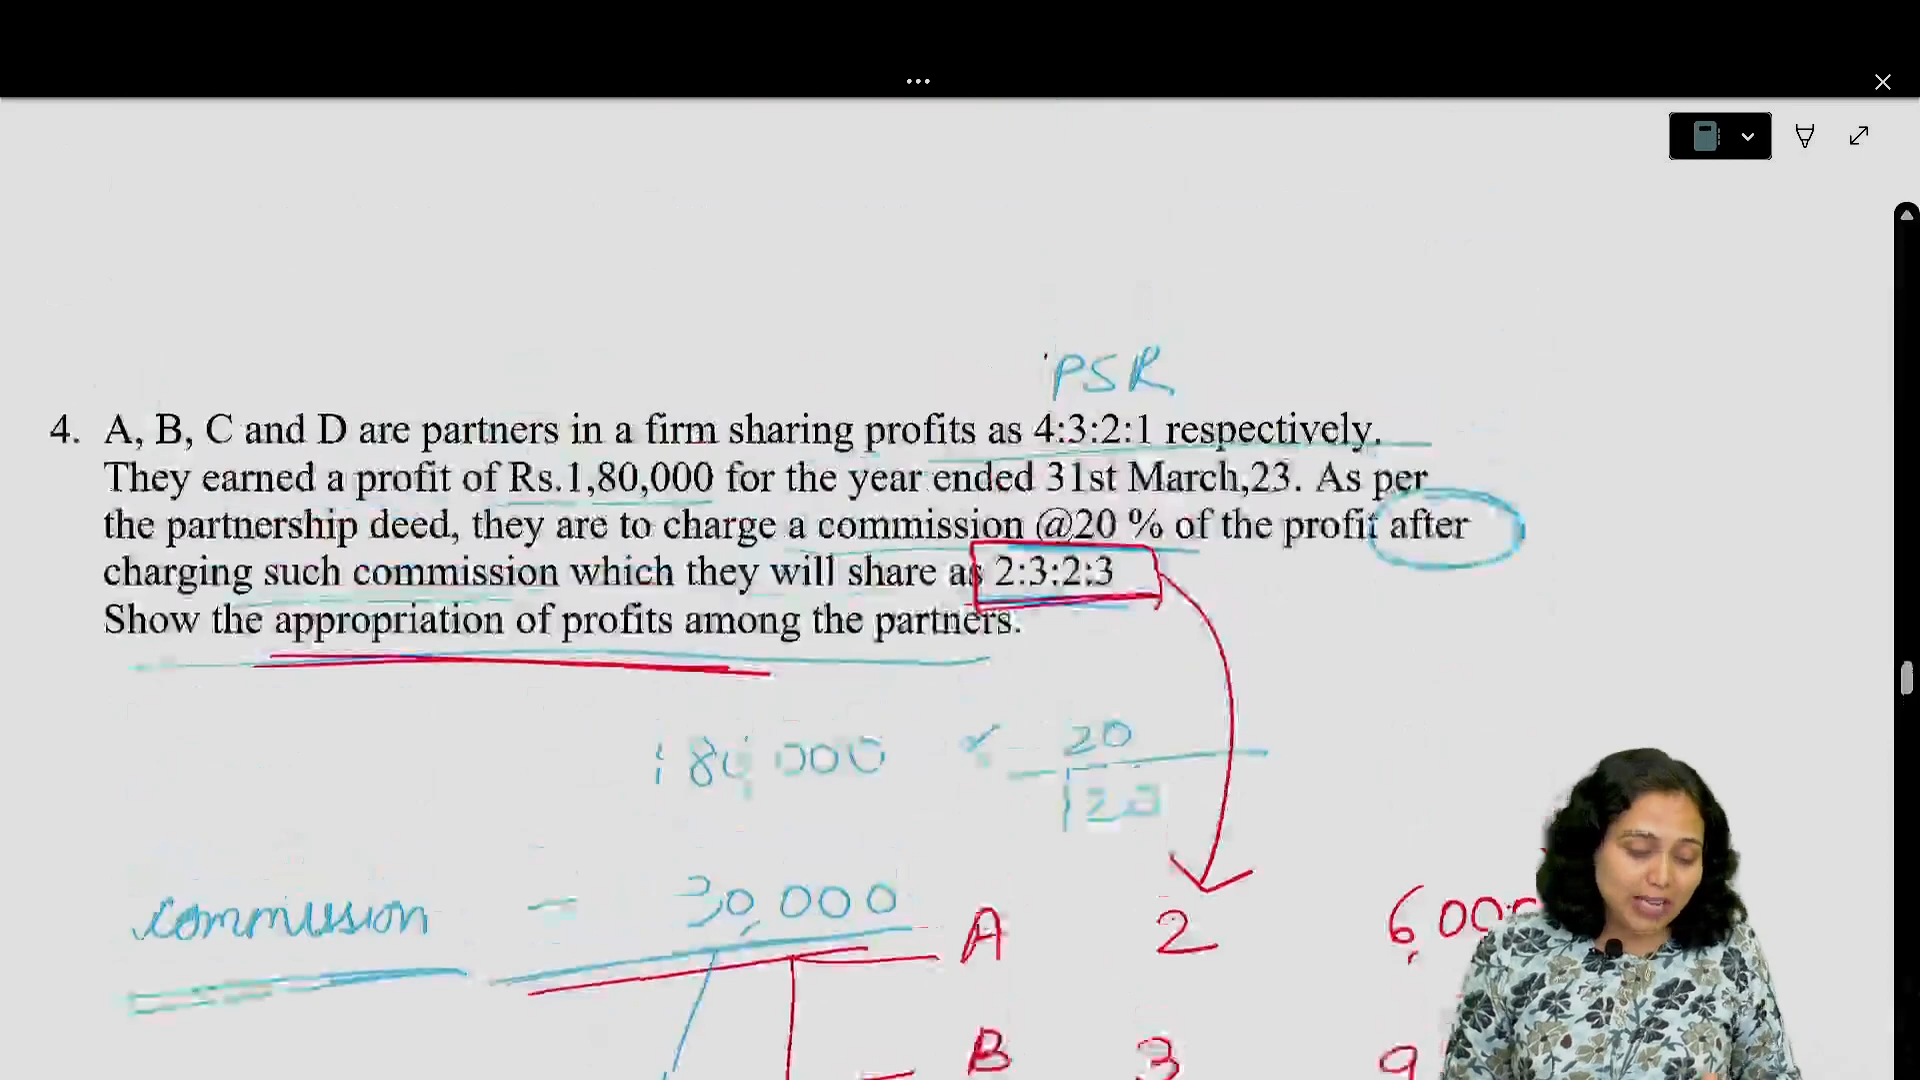 PSR
4. A, B, C and D are partners in a firm sharing profits as 4:3:2:1 respectively.
They earned a profit of Rs.1,80,000 for the year ended 31st March,23. As per
the partnership deed, they are to charge a commission @20 % of the profit after
charging such commission which they will share as 2:3:2:3
Show the appropriation of profits among the partners.
180,000 × 20
120
commission - 30,000
A 2
B 3 9